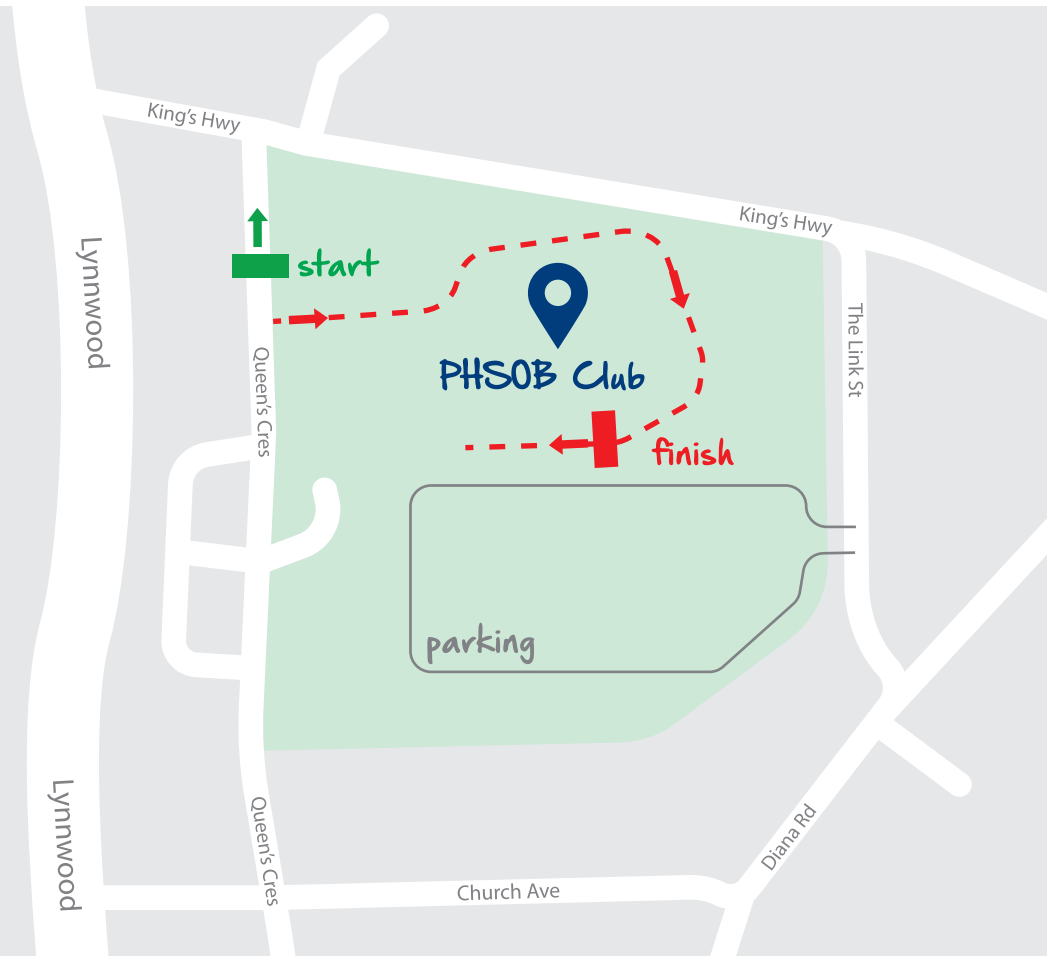 King's Hwy
King's Hwy
Lynnwood
start
The Link St
Queen's Cres
PHSOB Club
finish
parking
Lynnwood
Queen's Cres
Diana Rd
Church Ave